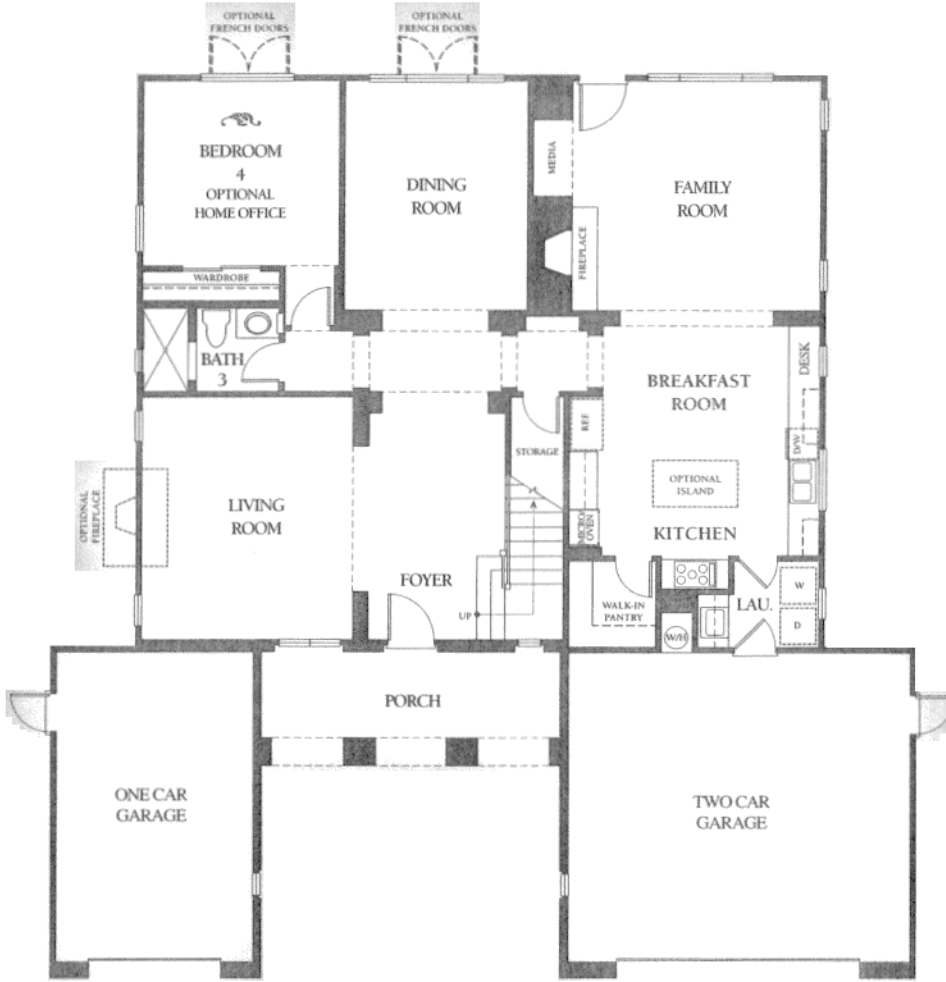 OPTIONAL
FRENCH DOORS
OPTIONAL
FRENCH DOORS
BEDROOM
4
OPTIONAL
HOME OFFICE
DINING
ROOM
MEDIA
FAMILY
ROOM
FIREPLACE
WARDROBE
BATH
3
BREAKFAST
ROOM
DESK
REF
D/W
STORAGE
OPTIONAL
ISLAND
OPTIONAL
FIREPLACE
LIVING
ROOM
MICRO
OVEN
KITCHEN
FOYER
UP
WALK-IN
PANTRY
LAU.
W
D
W/H
PORCH
ONE CAR
GARAGE
TWO CAR
GARAGE